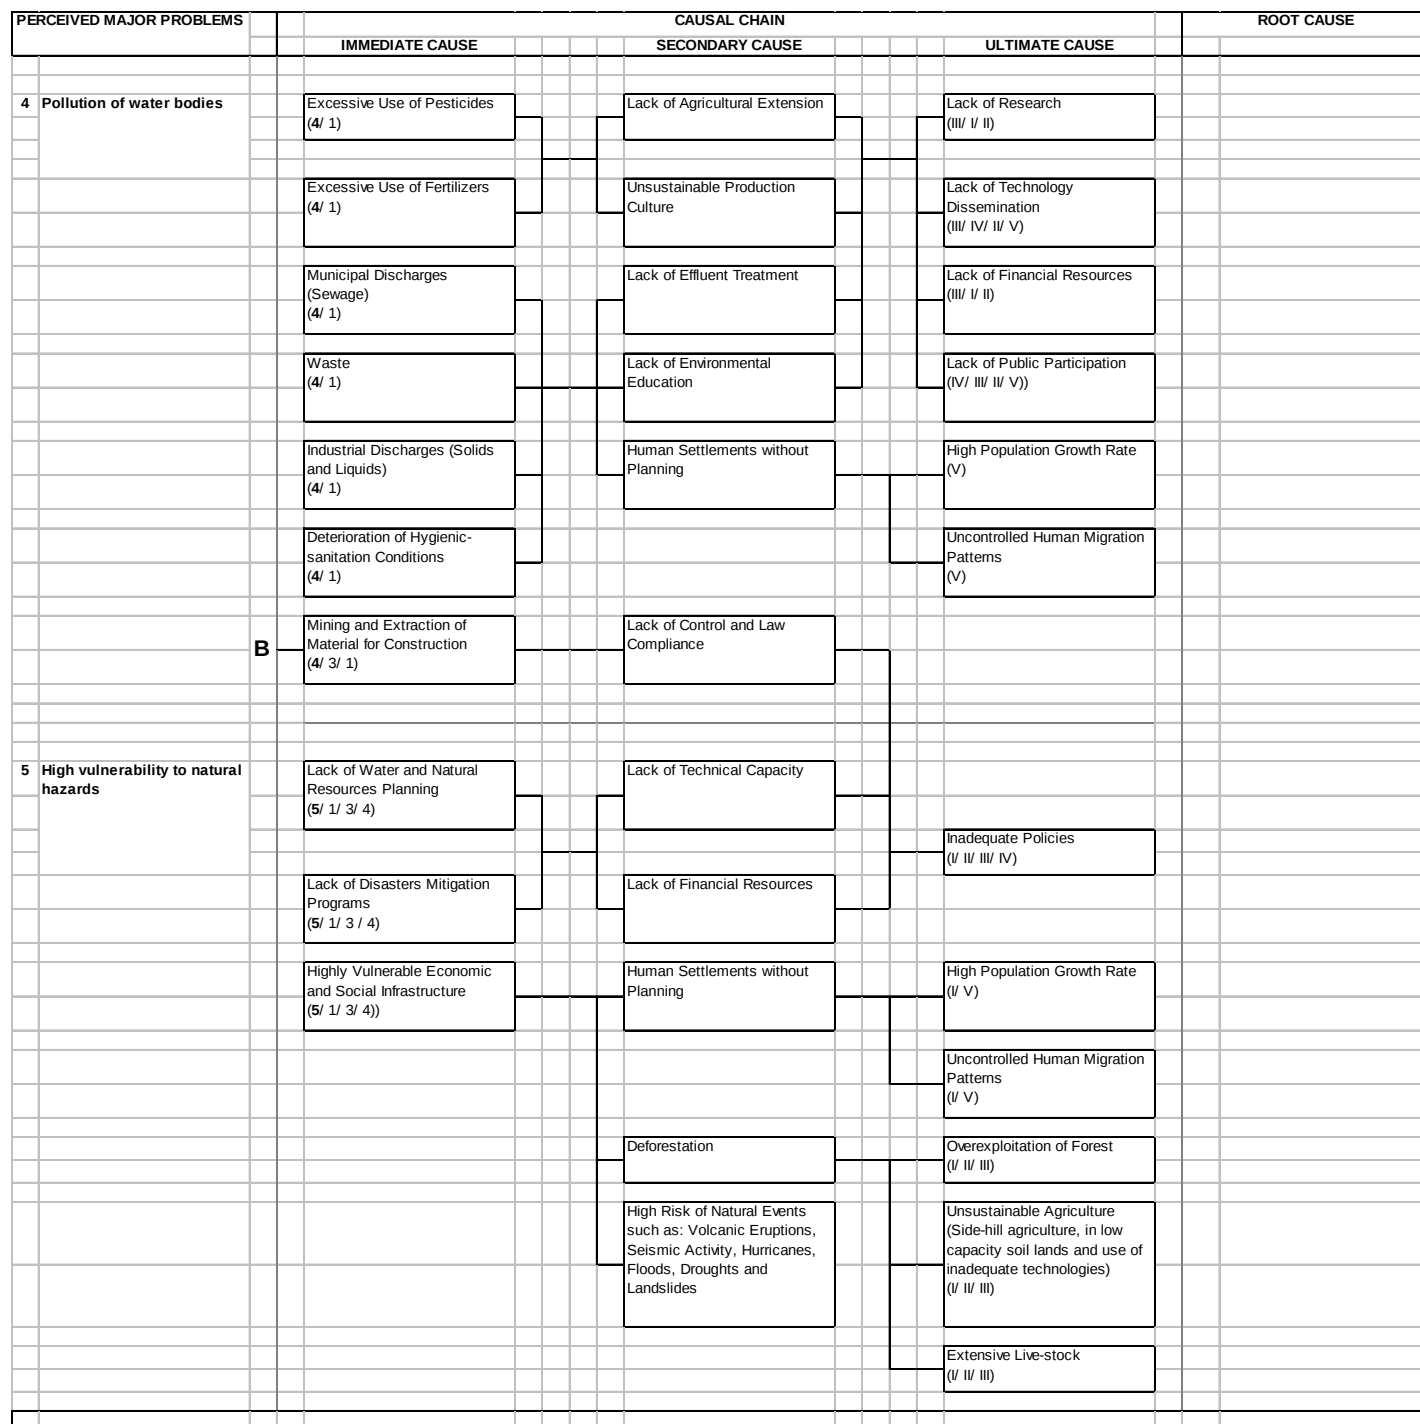 PERCEIVED MAJOR PROBLEMS
CAUSAL CHAIN
ROOT CAUSE
IMMEDIATE CAUSE
SECONDARY CAUSE
ULTIMATE CAUSE
4 Pollution of water bodies
Excessive Use of Pesticides
(4/ 1)
Lack of Agricultural Extension
Lack of Research
(III/ I/ II)
Excessive Use of Fertilizers
(4/ 1)
Unsustainable Production
Culture
Lack of Technology
Dissemination
(III/ IV/ II/ V)
Municipal Discharges
(Sewage)
(4/ 1)
Lack of Effluent Treatment
Lack of Financial Resources
(III/ I/ II)
Waste
(4/ 1)
Lack of Environmental
Education
Lack of Public Participation
(IV/ III/ II/ V))
Industrial Discharges (Solids
and Liquids)
(4/ 1)
Human Settlements without
Planning
High Population Growth Rate
(V)
Deterioration of Hygienic-
sanitation Conditions
(4/ 1)
Uncontrolled Human Migration
Patterns
(V)
B
Mining and Extraction of
Material for Construction
(4/ 3/ 1)
Lack of Control and Law
Compliance
5 High vulnerability to natural
hazards
Lack of Water and Natural
Resources Planning
(5/ 1/ 3/ 4)
Lack of Technical Capacity
Inadequate Policies
(I/ II/ III/ IV)
Lack of Disasters Mitigation
Programs
(5/ 1/ 3 / 4)
Lack of Financial Resources
Highly Vulnerable Economic
and Social Infrastructure
(5/ 1/ 3/ 4))
Human Settlements without
Planning
High Population Growth Rate
(I/ V)
Uncontrolled Human Migration
Patterns
(I/ V)
Deforestation
Overexploitation of Forest
(I/ II/ III)
High Risk of Natural Events
such as: Volcanic Eruptions,
Seismic Activity, Hurricanes,
Floods, Droughts and
Landslides
Unsustainable Agriculture
(Side-hill agriculture, in low
capacity soil lands and use of
inadequate technologies)
(I/ II/ III)
Extensive Live-stock
(I/ II/ III)